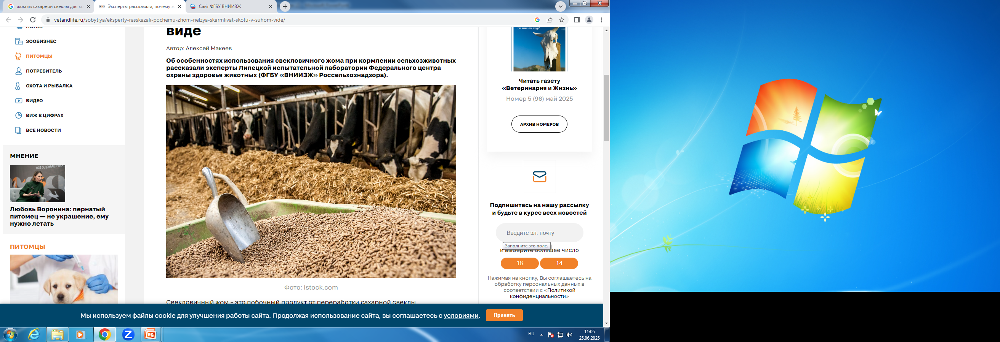 жом из сахарной свеклы для ко
Эксперты рассказали, почему ж
Сайт ФГБУ ВНИИЗЖ
vetandlife.ru/sobytiya/eksperty-rasskazali-pochemu-zhom-nelzya-skarmlivat-skotu-v-suhom-vide/
НАУКА
ЗООБИЗНЕС
ПИТОМЦЫ
ПОТРЕБИТЕЛЬ
ОХОТА И РЫБАЛКА
ВИДЕО
ВИЖ В ЦИФРАХ
ВСЕ НОВОСТИ
МНЕНИЕ
ВСЁ О ДОМАШНИХ
Любовь Воронина: пернатый
питомец — не украшение, ему
нужно летать
ПИТОМЦЫ
виде
Автор: Алексей Макеев
Об особенностях использования свекловичного жома при кормлении сельхозживотных
рассказали эксперты Липецкой испытательной лаборатории Федерального центра
охраны здоровья животных (ФГБУ «ВНИИЗЖ» Россельхознадзора).
Фото: Istock.com
Свекловичный жом – это побочный продукт от переработки сахарной свеклы
где выкопали ящур?
Читать газету
«Ветеринария и Жизнь»
Номер 5 (96) май 2025
АРХИВ НОМЕРОВ
Подпишитесь на нашу рассылку
и будьте в курсе всех новостей
Введите эл. почту
Заполните это поле.
и выберите большее число
18
14
Нажимая на кнопку, Вы соглашаетесь на
обработку персональных данных в
соответствии с «Политикой
конфиденциальности»
Мы используем файлы cookie для улучшения работы сайта. Продолжая использование сайта, вы соглашаетесь с условиями.
Принять
RU
11:05
25.06.2025